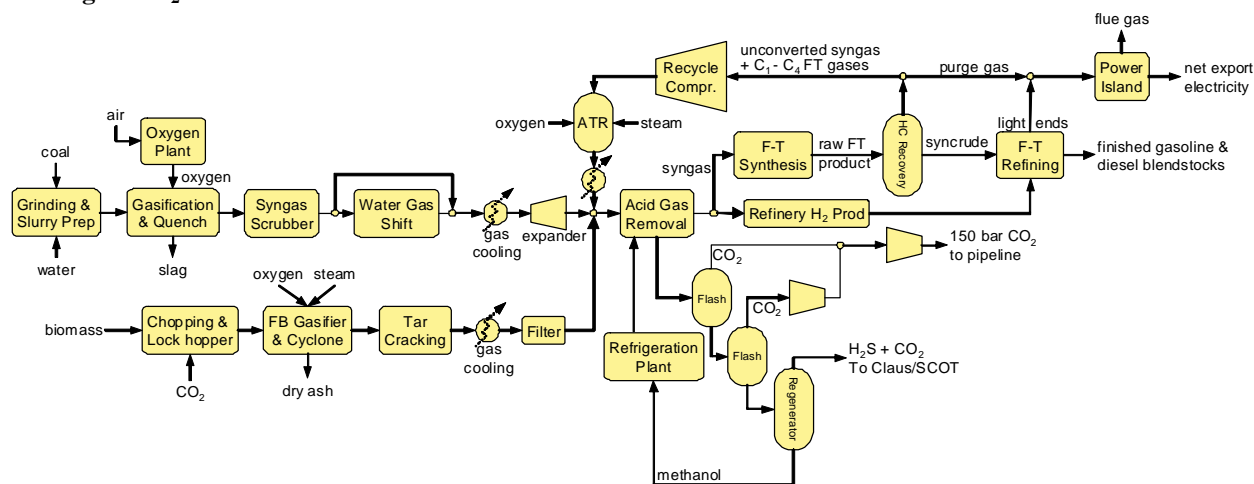 flue gas
unconverted syngas
+ C₁ - C₄ FT gases
purge gas
Recycle
Compr.
Power
Island
net export
electricity
air
Oxygen
Plant
oxygen
ATR
steam
HC Recovery
light ends
coal
oxygen
syngas
F-T
Synthesis
raw FT
product
syncrude
F-T
Refining
finished gasoline &
diesel blendstocks
Grinding &
Slurry Prep
Gasification
& Quench
Syngas
Scrubber
Water Gas
Shift
gas
cooling
expander
Acid Gas
Removal
Refinery H₂ Prod
water
slag
CO₂
150 bar CO₂
to pipeline
oxygen steam
Flash
CO₂
biomass
Chopping &
Lock hopper
FB Gasifier
& Cyclone
Tar
Cracking
gas
cooling
Filter
Refrigeration
Plant
Flash
H₂S + CO₂
To Claus/SCOT
CO₂
dry ash
Regenerator
methanol